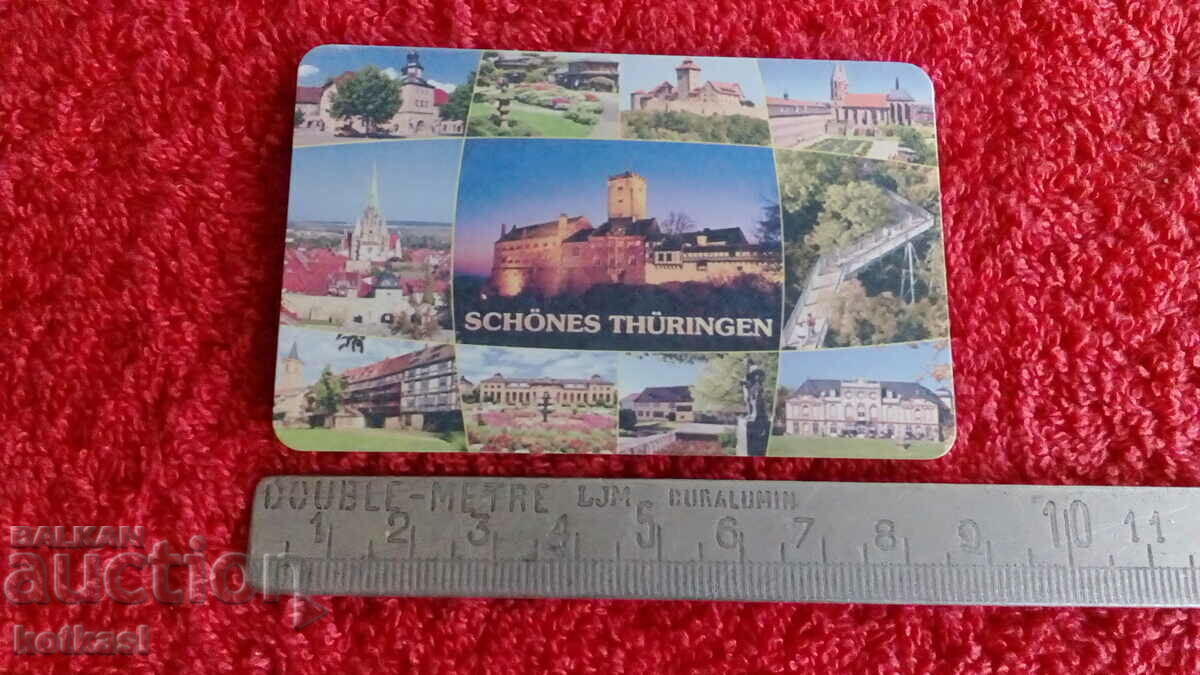 SCHÖNES THÜRINGEN
DOUBLE-METRE LJM DURALUMIN
1 2 3 4 5 6 7 8 9 10 11
BALKAN
auction
kotkasl